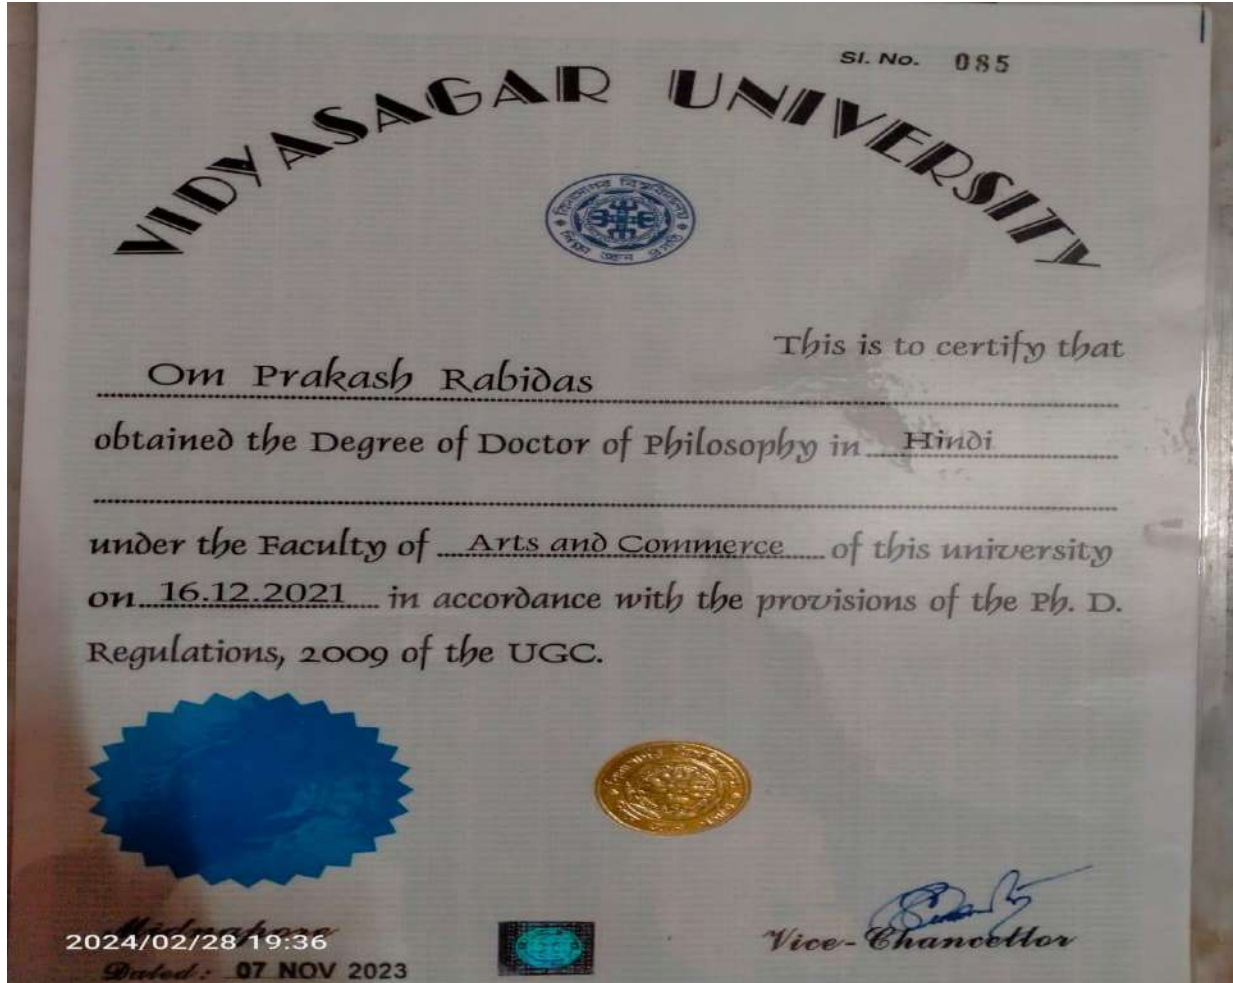 Sl. No. 085
VIDYASAGAR UNIVERSITY
This is to certify that
Om Prakash Rabidas
obtained the Degree of Doctor of Philosophy in Hindi
under the Faculty of Arts and Commerce of this university
on 16.12.2021 in accordance with the provisions of the Ph. D.
Regulations, 2009 of the UGC.
Midnapore
2024/02/28 19:36
Vice-Chancellor
Dated: 07 NOV 2023